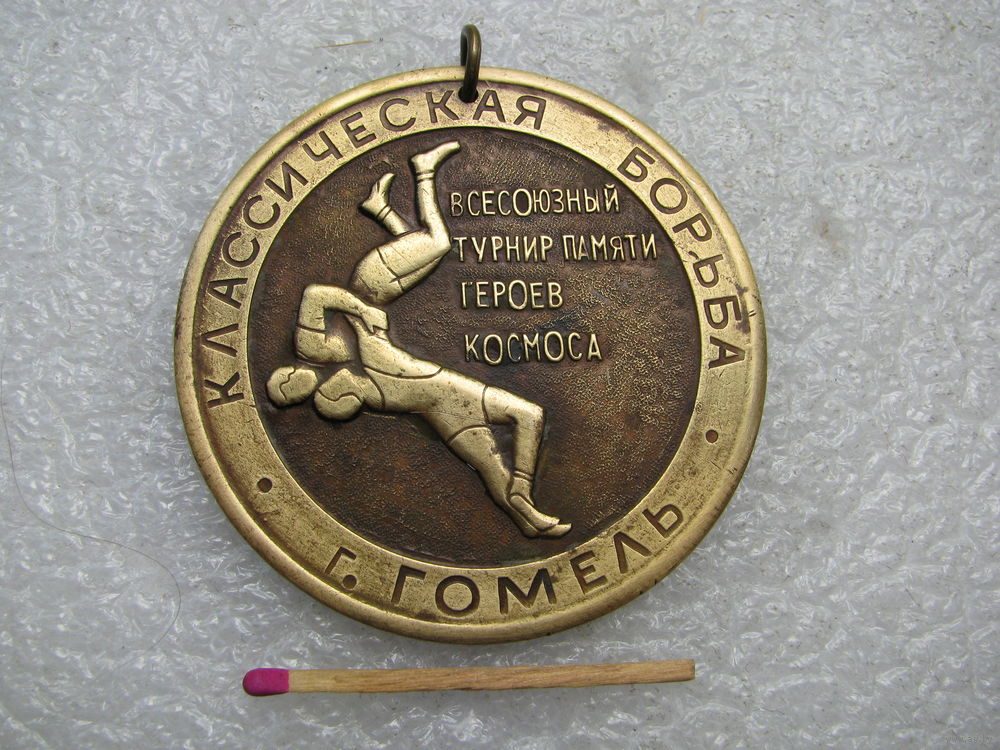 КЛАССИЧЕСКАЯ БОРЬБА
ВСЕСОЮЗНЫЙ
ТУРНИР ПАМЯТИ
ГЕРОЕВ
КОСМОСА
Г. ГОМЕЛЬ